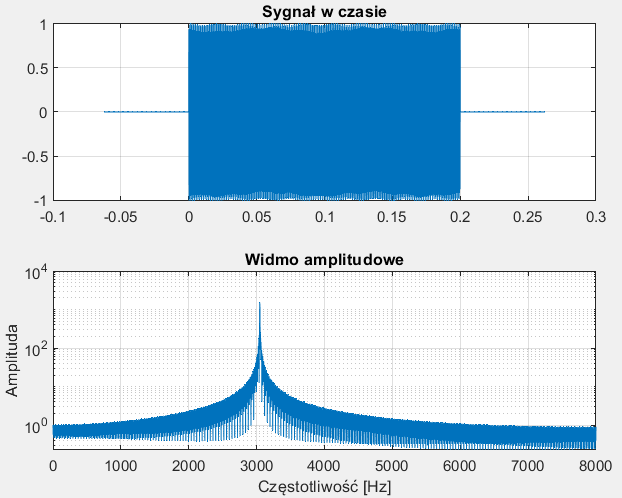 Sygnał w czasie
1
0.5
0
-0.5
-1
-0.1 -0.05 0 0.05 0.1 0.15 0.2 0.25 0.3
Widmo amplitudowe
10^4
10^2
10^0
Amplituda
0 1000 2000 3000 4000 5000 6000 7000 8000
Częstotliwość [Hz]